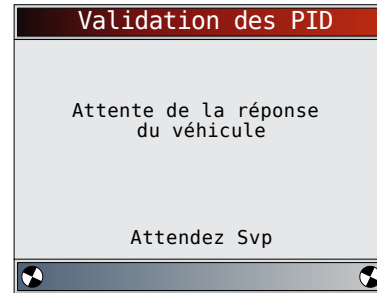 Validation des PID
Attente de la réponse
du véhicule
Attendez Svp